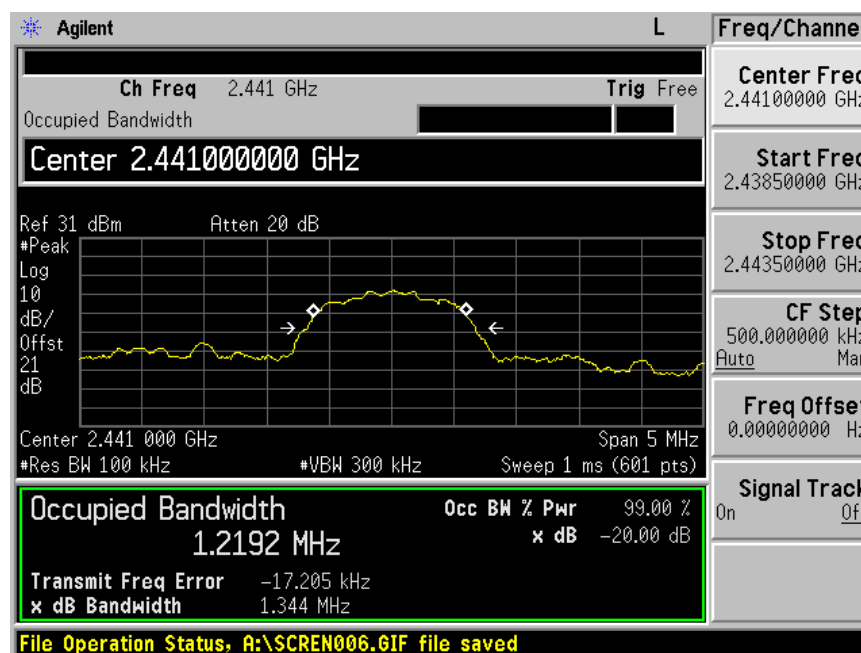 Agilent
L
Freq/Channe
Ch Freq 2.441 GHz
Trig Free
Occupied Bandwidth
Center 2.441000000 GHz
Ref 31 dBm
Atten 20 dB
#Peak
Log
10
dB/
Offst
21
dB
Center 2.441 000 GHz
Span 5 MHz
#Res BW 100 kHz
#VBW 300 kHz
Sweep 1 ms (601 pts)
Occupied Bandwidth
1.2192 MHz
Occ BW % Pwr 99.00 %
x dB -20.00 dB
Transmit Freq Error -17.205 kHz
x dB Bandwidth 1.344 MHz
File Operation Status, A:\SCREN006.GIF file saved
Center Freq
2.44100000 GHz
Start Freq
2.43850000 GHz
Stop Freq
2.44350000 GHz
CF Step
500.000000 kHz
Auto Man
Freq Offset
0.00000000 Hz
Signal Track
On Off